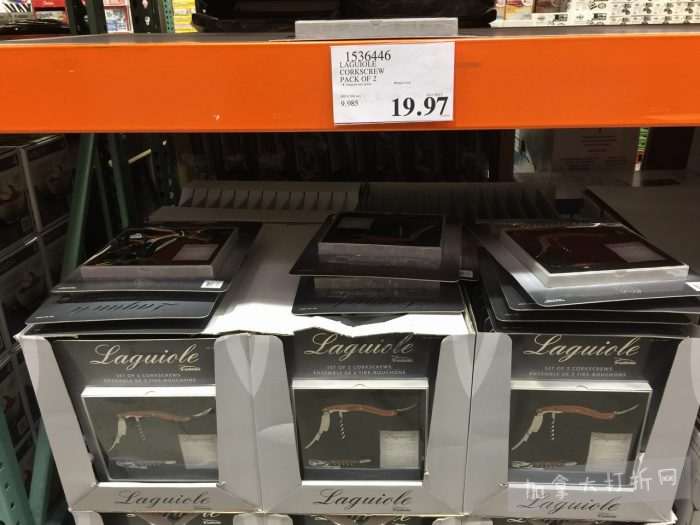 1536446
LAGUIOLE
CORKSCREW
PACK OF 2
9.985
19.97
Laguiole
Laguiole
Laguiole
SET OF 2 CORKSCREWS
ENSEMBLE DE 2 TIRE-BOUCHONS
SET OF 2 CORKSCREWS
ENSEMBLE DE 2 TIRE-BOUCHONS
SET OF 2 CORKSCREWS
ENSEMBLE DE 2 TIRE-BOUCHONS
Laguiole
Laguiole
Laguiole
加拿大打折网